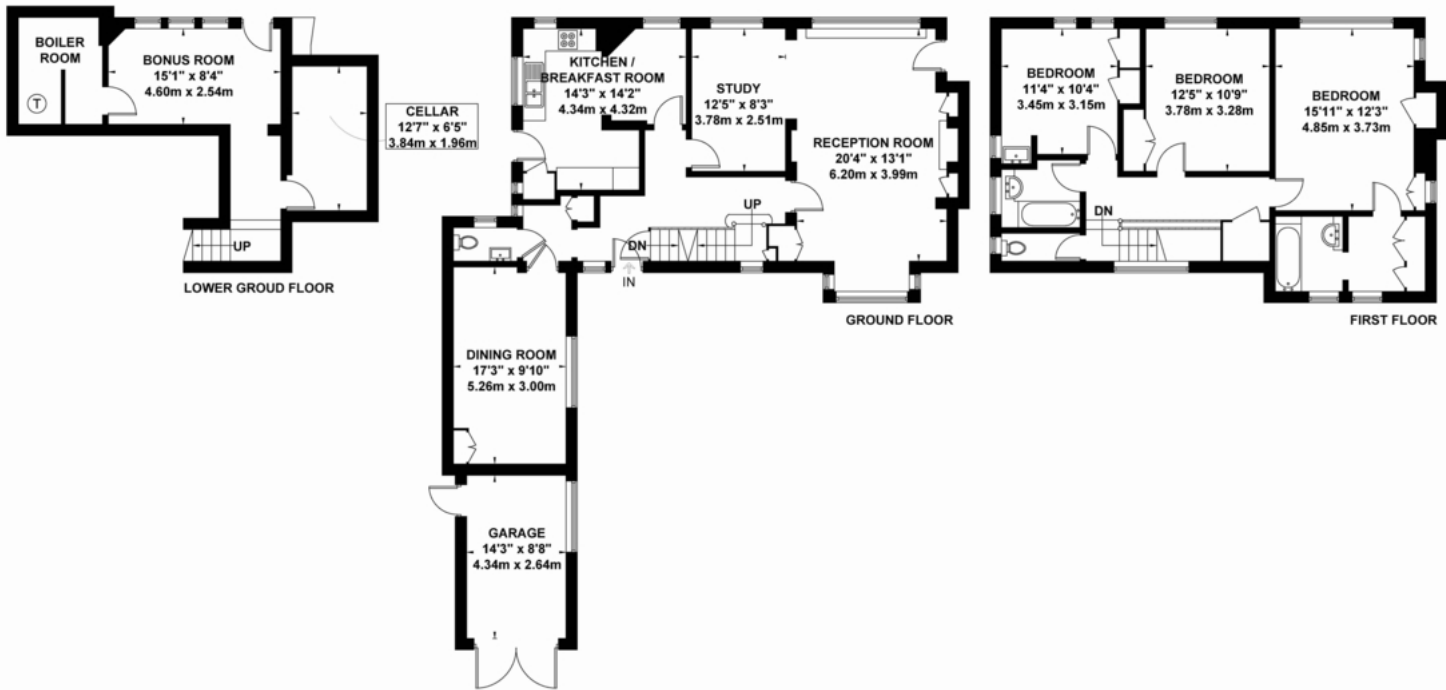 BOILER
ROOM
T
BONUS ROOM
15'1" x 8'4"
4.60m x 2.54m
CELLAR
12'7" x 6'5"
3.84m x 1.96m
UP
LOWER GROUD FLOOR
KITCHEN /
BREAKFAST ROOM
14'3" x 14'2"
4.34m x 4.32m
STUDY
12'5" x 8'3"
3.78m x 2.51m
RECEPTION ROOM
20'4" x 13'1"
6.20m x 3.99m
UP
DN
IN
GROUND FLOOR
DINING ROOM
17'3" x 9'10"
5.26m x 3.00m
GARAGE
14'3" x 8'8"
4.34m x 2.64m
BEDROOM
11'4" x 10'4"
3.45m x 3.15m
BEDROOM
12'5" x 10'9"
3.78m x 3.28m
BEDROOM
15'11" x 12'3"
4.85m x 3.73m
DN
FIRST FLOOR